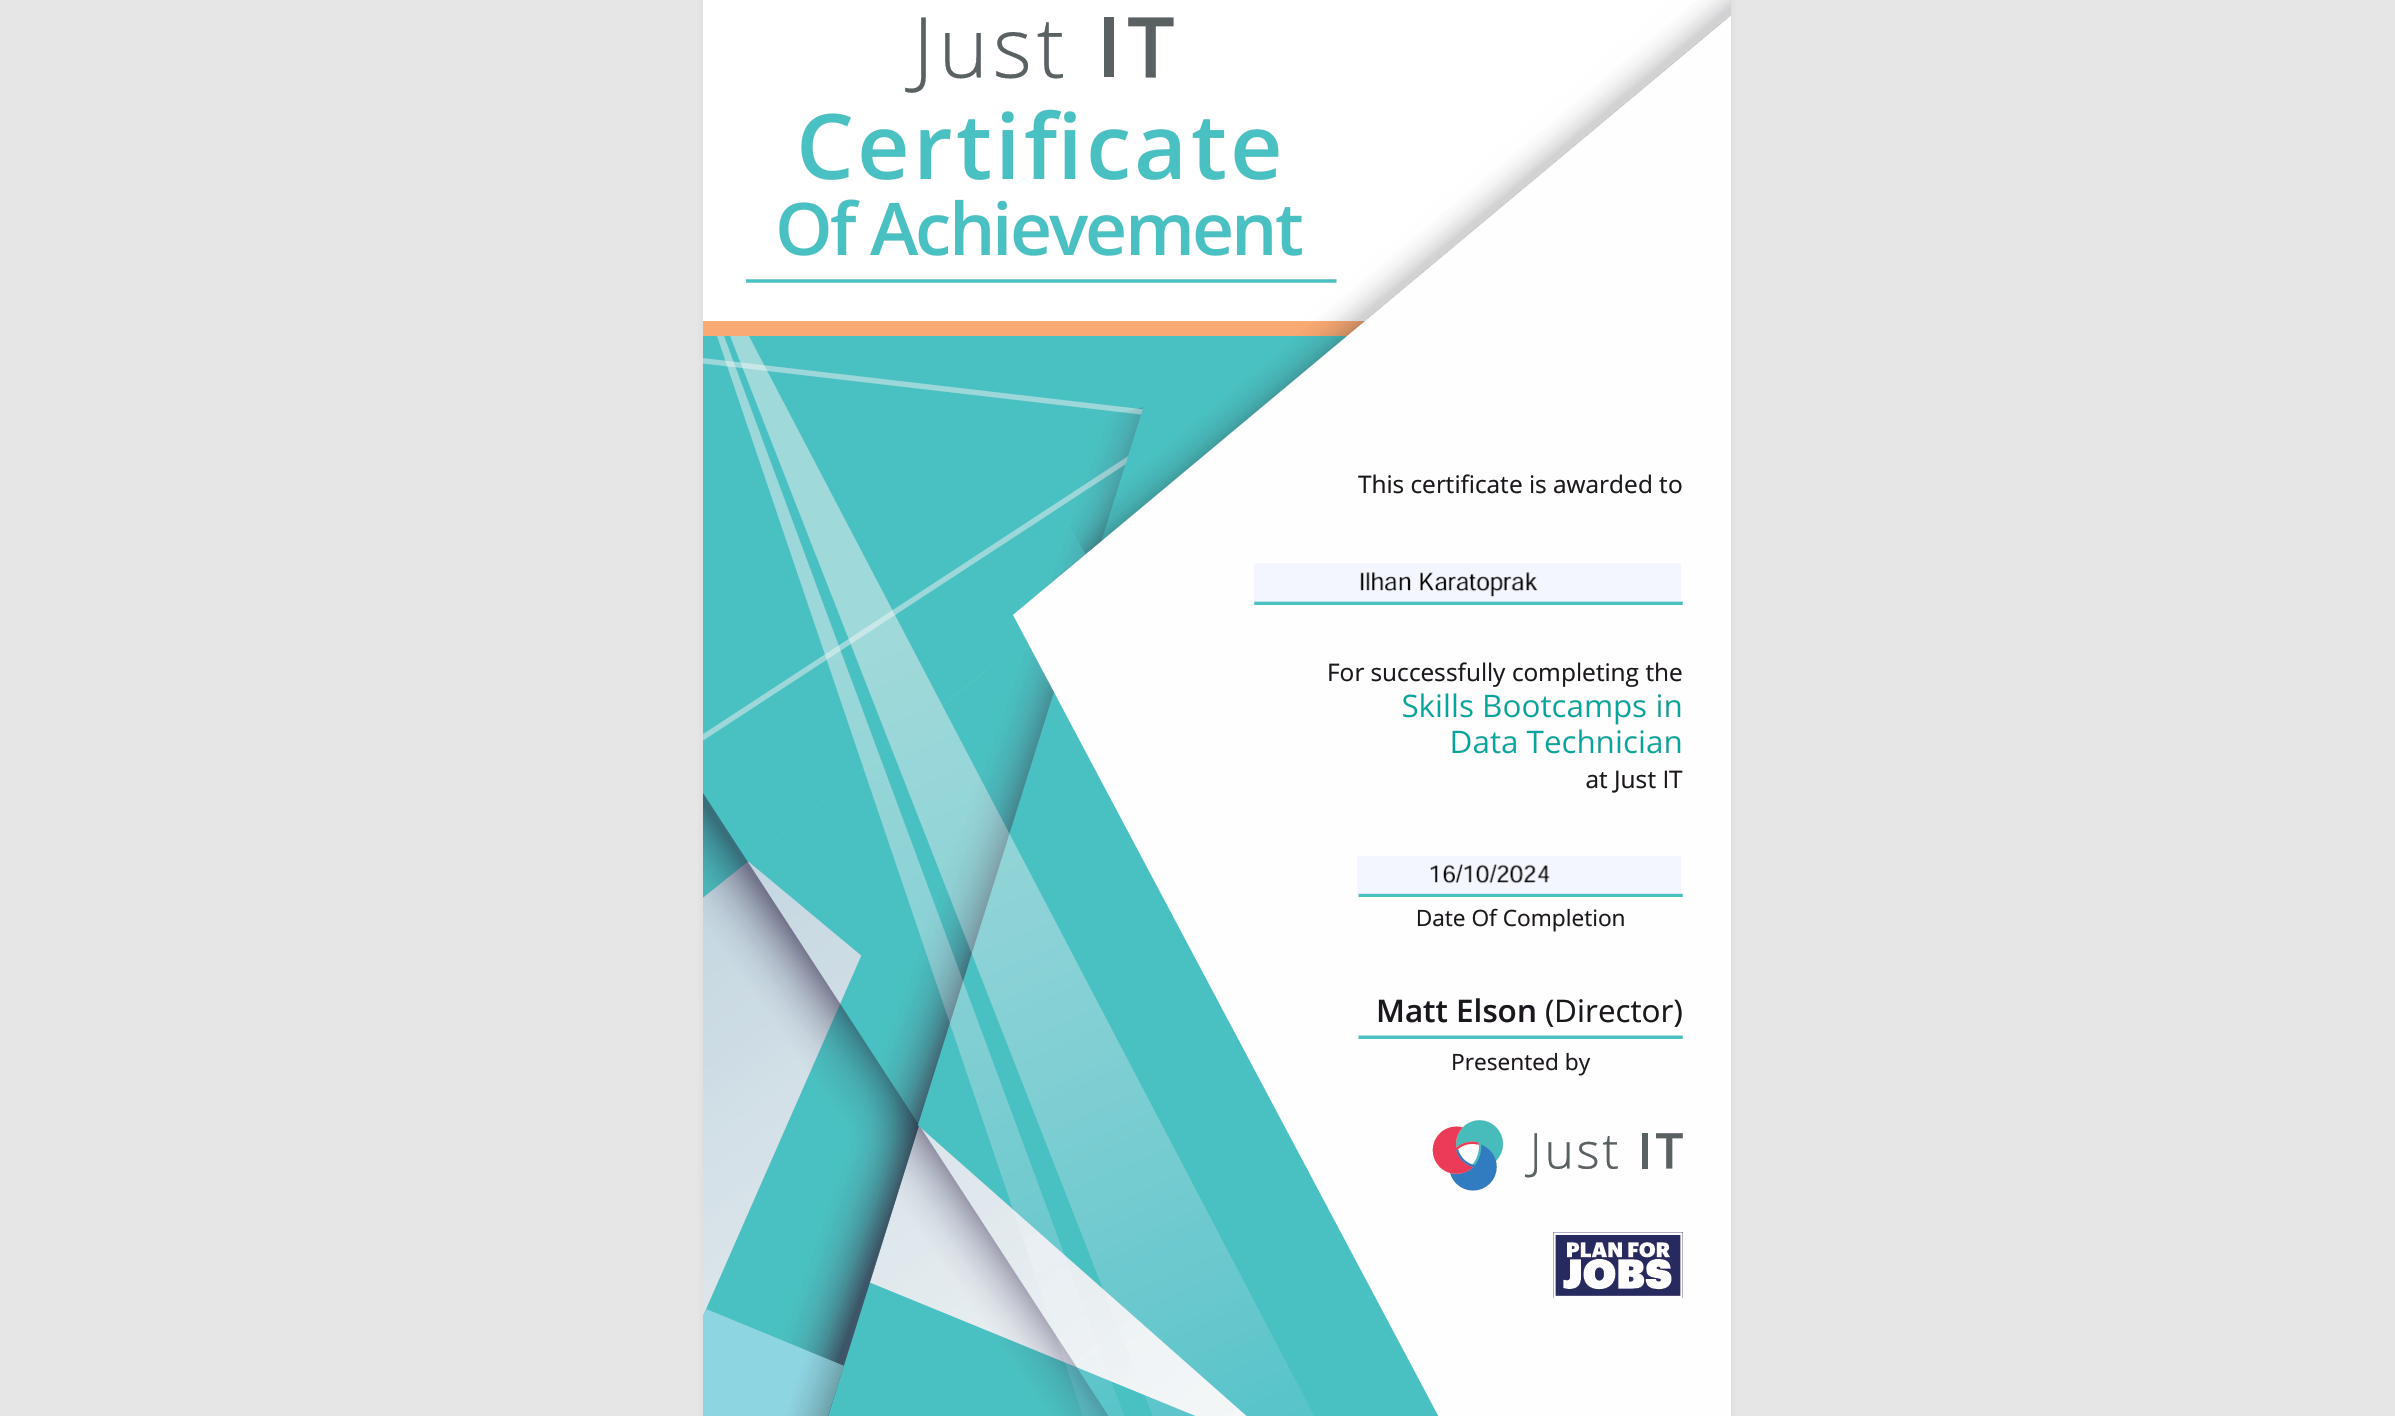 Just IT
Certificate
Of Achievement
This certificate is awarded to
Ilhan Karatoprak
For successfully completing the
Skills Bootcamps in
Data Technician
at Just IT
16/10/2024
Date Of Completion
Matt Elson (Director)
Presented by
Just IT
PLAN FOR
JOBS